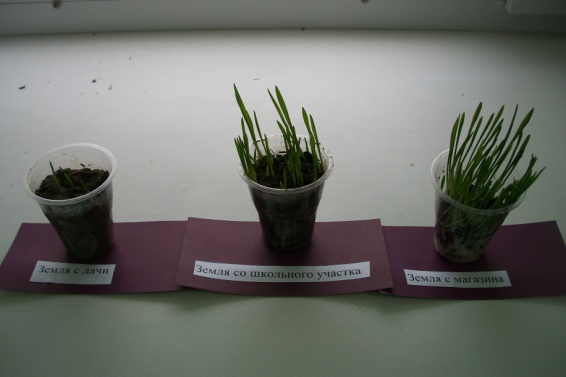 Земля с дачи
Земля со школьного участка
Земля с магазина